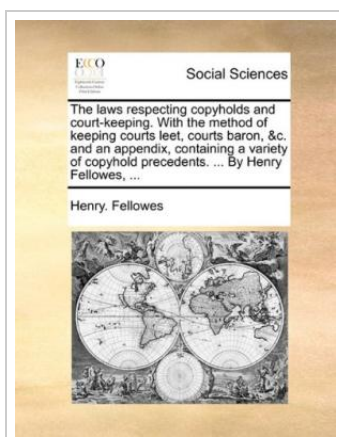 ECCO
Social Sciences
The laws respecting copyholds and
court-keeping. With the method of
keeping courts leet, courts baron, &c.
and an appendix, containing a variety
of copyhold precedents. ... By Henry
Fellowes, ...
Henry. Fellowes